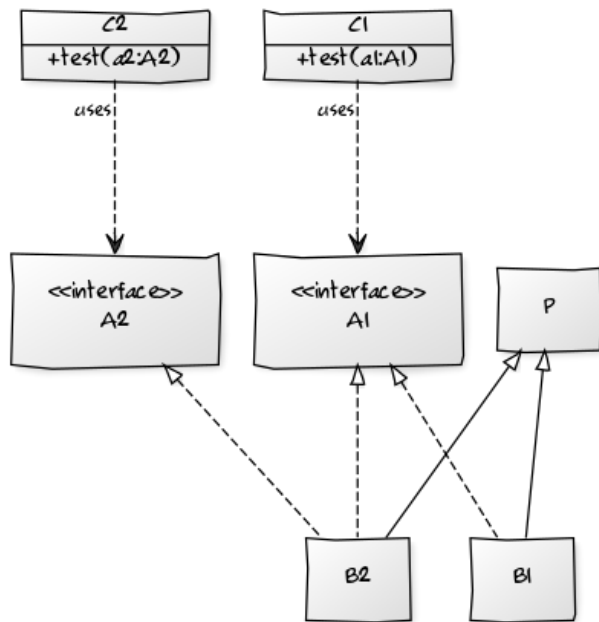 C2
C1
+test(a2:A2)
+test(a1:A1)
uses
uses
<<interface>>
<<interface>>
A2
A1
P
B2
B1